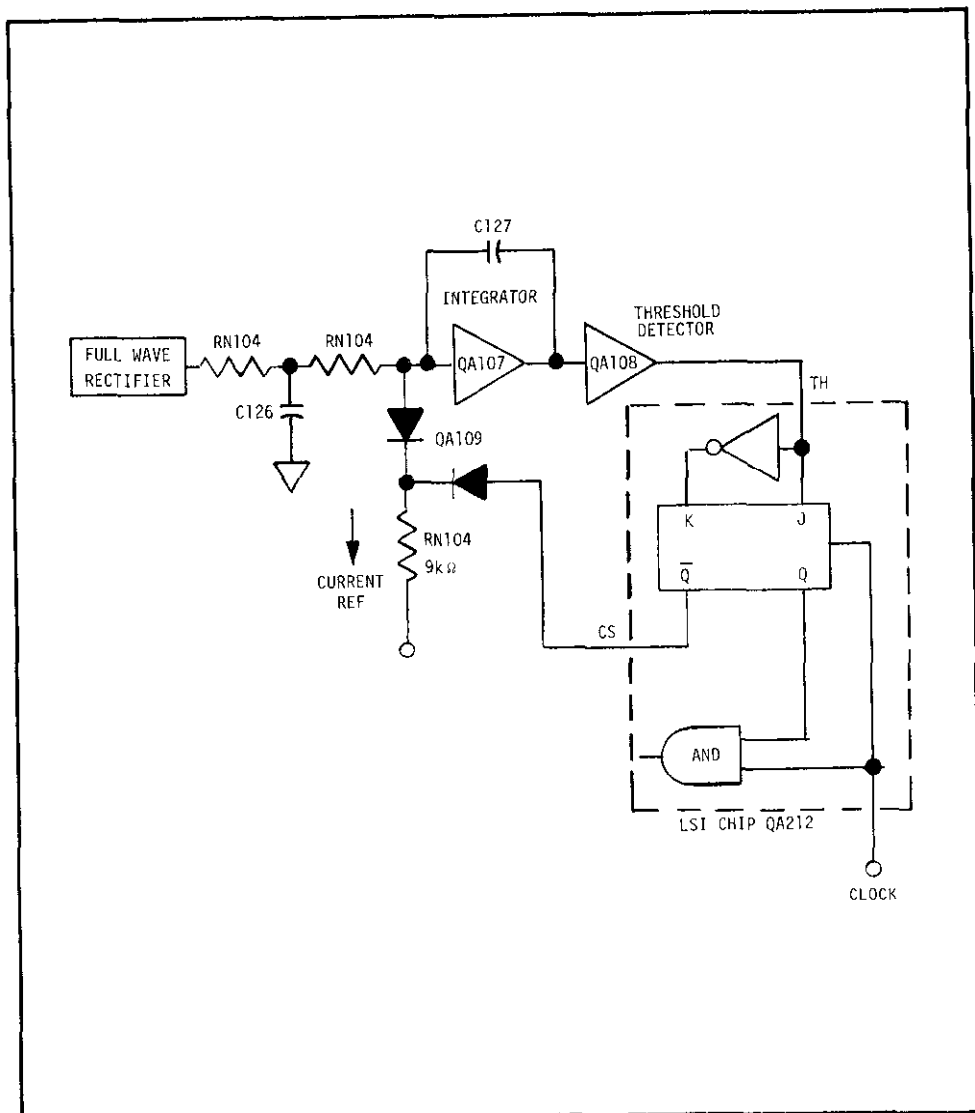 C127
INTEGRATOR
THRESHOLD
DETECTOR
FULL WAVE
RECTIFIER
RN104
RN104
QA107
QA108
TH
C126
QA109
K
J
Q̅
Q
RN104
9kΩ
CURRENT
REF
CS
AND
LSI CHIP QA212
CLOCK